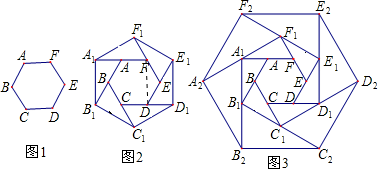 A F
B E
C D
图1
F₁
A₁ A F E₁
B E
B₁ C D D₁
C₁
图2
F₂ E₂
F₁
A₁ A F E₁
A₂ B E D₂
B₁ C D D₁
C₁
B₂ C₂
图3